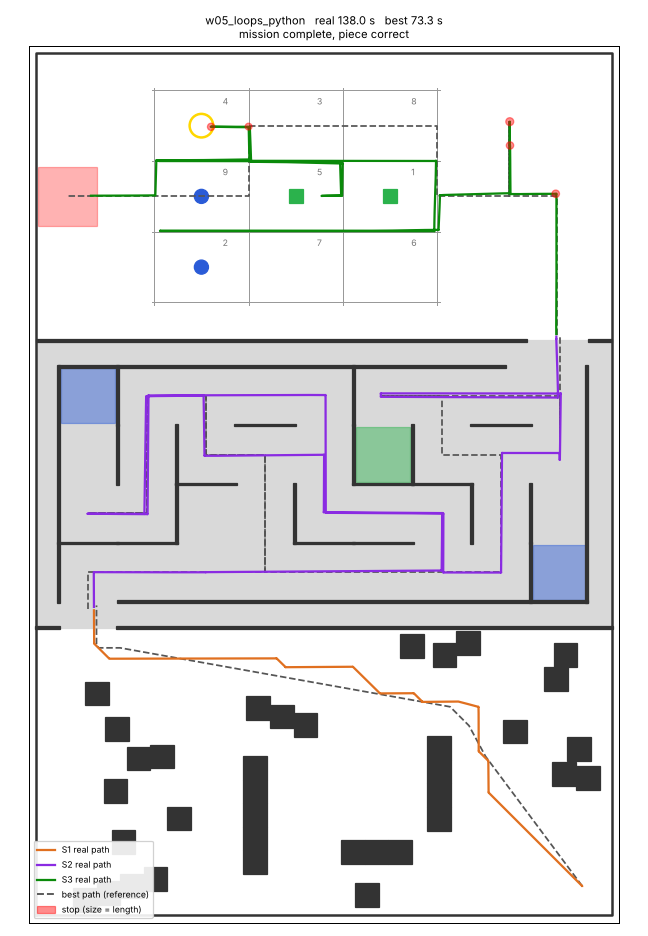 w05_loops_python   real 138.0 s   best 73.3 s
mission complete, piece correct
4 3 8
9 5 1
2 7 6
S1 real path
S2 real path
S3 real path
best path (reference)
stop (size = length)